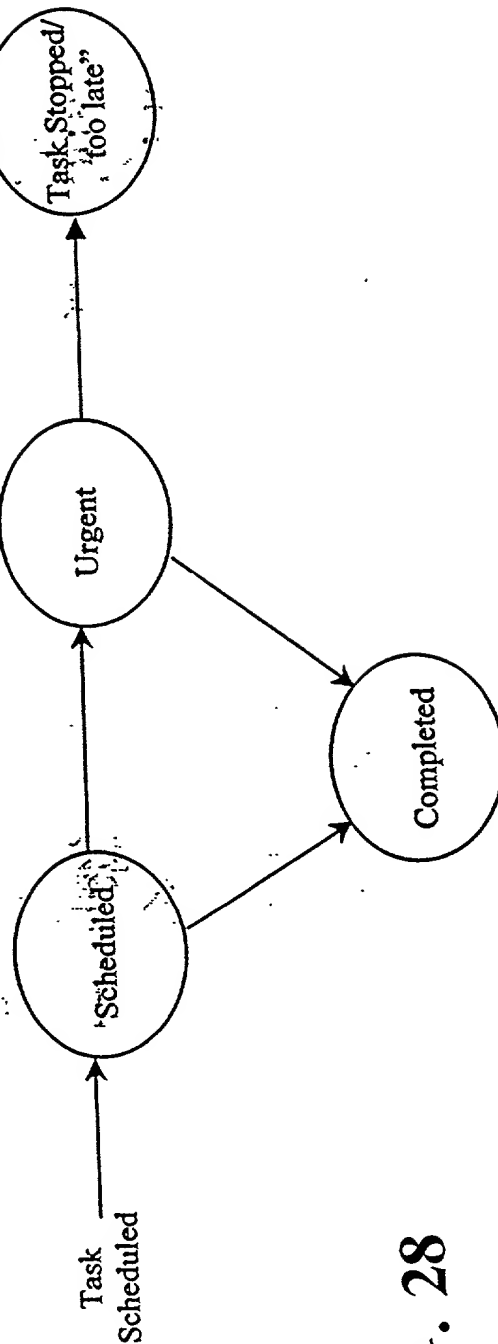 Task
Scheduled
Scheduled
Urgent
Task Stopped/
"too late"
Completed
. 28